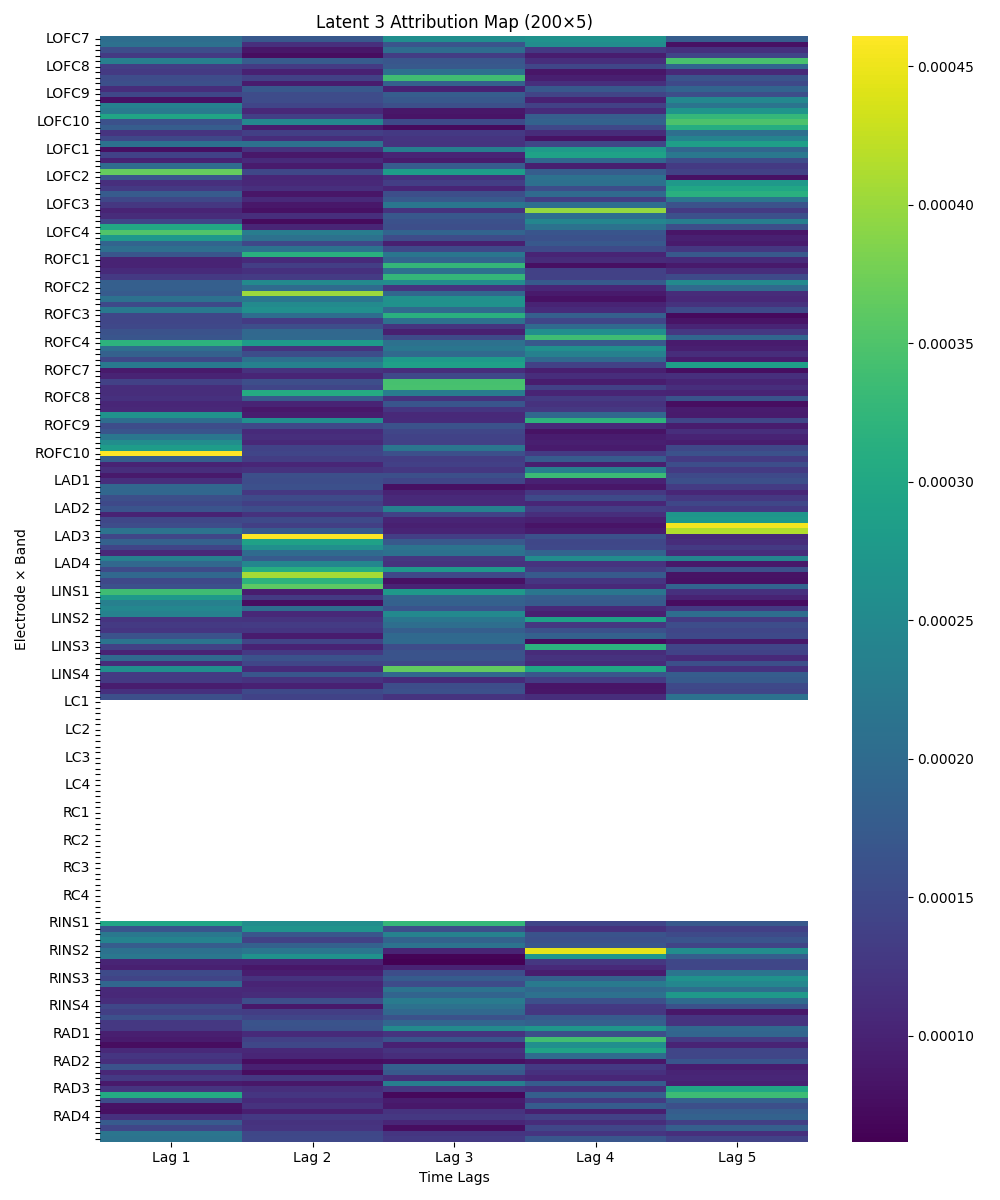 Latent 3 Attribution Map (200×5)
LOFC7
LOFC8
LOFC9
LOFC10
LOFC1
LOFC2
LOFC3
LOFC4
ROFC1
ROFC2
ROFC3
ROFC4
ROFC7
ROFC8
ROFC9
ROFC10
LAD1
LAD2
LAD3
LAD4
LINS1
LINS2
LINS3
LINS4
LC1
LC2
LC3
LC4
RC1
RC2
RC3
RC4
RINS1
RINS2
RINS3
RINS4
RAD1
RAD2
RAD3
RAD4
Electrode × Band
Lag 1 Lag 2 Lag 3 Lag 4 Lag 5
Time Lags
0.00045
0.00040
0.00035
0.00030
0.00025
0.00020
0.00015
0.00010